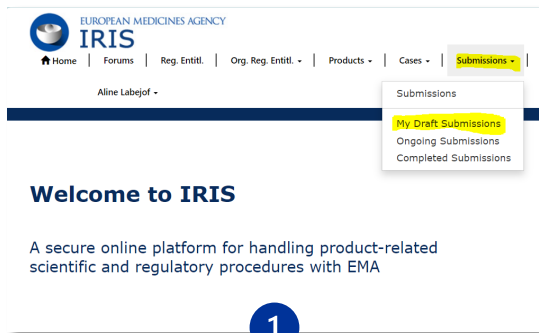 EUROPEAN MEDICINES AGENCY
IRIS
Home | Forums | Reg. Entitl. | Org. Reg. Entitl. | Products | Cases | Submissions |
Aline Labejof
Submissions
My Draft Submissions
Ongoing Submissions
Completed Submissions
Welcome to IRIS
A secure online platform for handling product-related
scientific and regulatory procedures with EMA
1